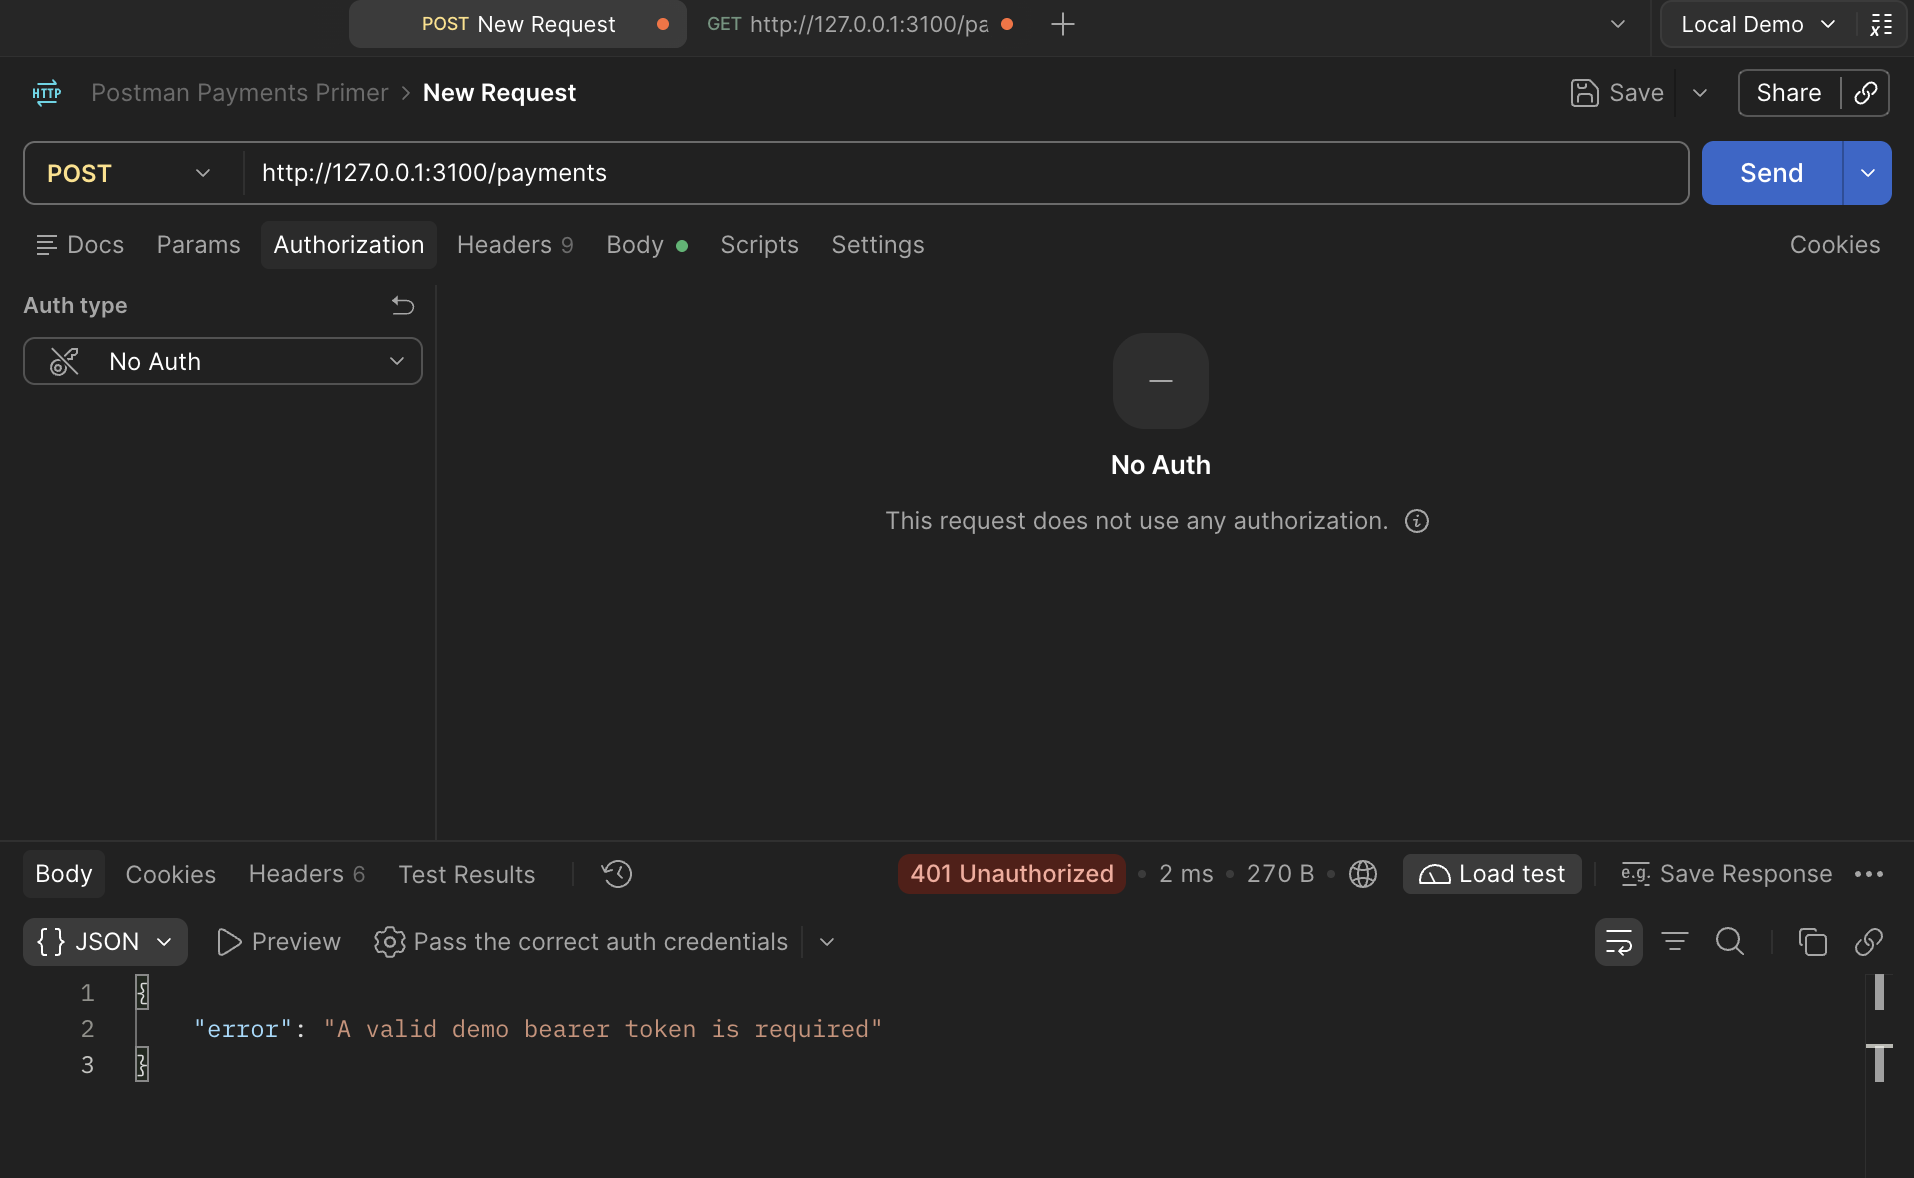 POST New Request
GET http://127.0.0.1:3100/pa
Local Demo
HTTP Postman Payments Primer > New Request
Save
Share
POST http://127.0.0.1:3100/payments
Send
Docs Params Authorization Headers 9 Body Scripts Settings Cookies
Auth type
No Auth
No Auth
This request does not use any authorization.
Body Cookies Headers 6 Test Results 401 Unauthorized • 2 ms • 270 B • Load test e.g. Save Response
{} JSON Preview Pass the correct auth credentials
1 {
2 "error": "A valid demo bearer token is required"
3 }